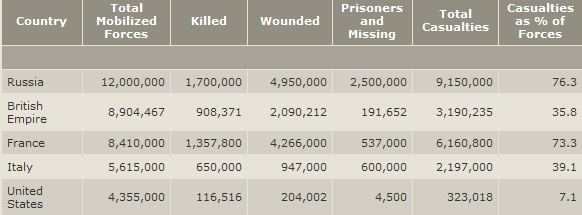 Country Total Mobilized Forces Killed Wounded Prisoners and Missing Total Casualties Casualties as % of Forces
Russia 12,000,000 1,700,000 4,950,000 2,500,000 9,150,000 76.3
British Empire 8,904,467 908,371 2,090,212 191,652 3,190,235 35.8
France 8,410,000 1,357,800 4,266,000 537,000 6,160,800 73.3
Italy 5,615,000 650,000 947,000 600,000 2,197,000 39.1
United States 4,355,000 116,516 204,002 4,500 323,018 7.1